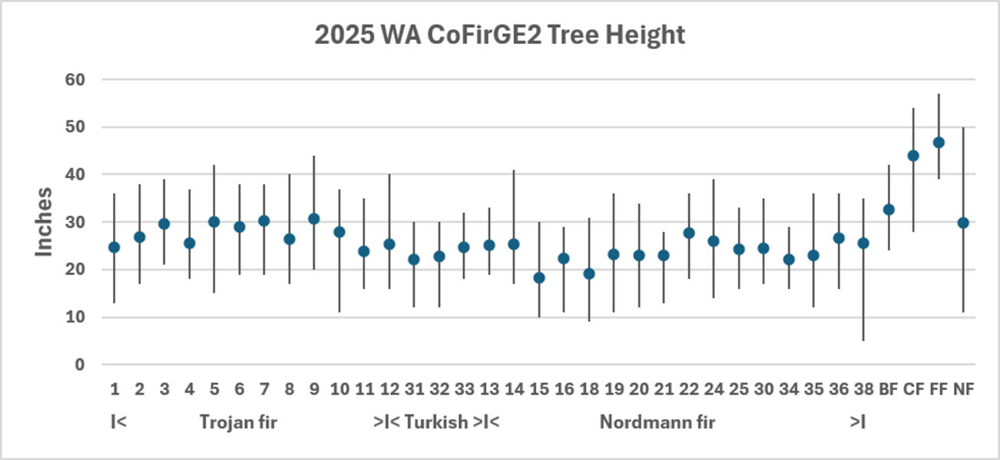 2025 WA CoFirGE2 Tree Height
60
50
40
30
20
10
0
Inches
1 2 3 4 5 6 7 8 9 10 11 12 31 32 33 13 14 15 16 18 19 20 21 22 24 25 30 34 35 36 38 BF CF FF NF
I< Trojan fir >I< Turkish >I< Nordmann fir >I